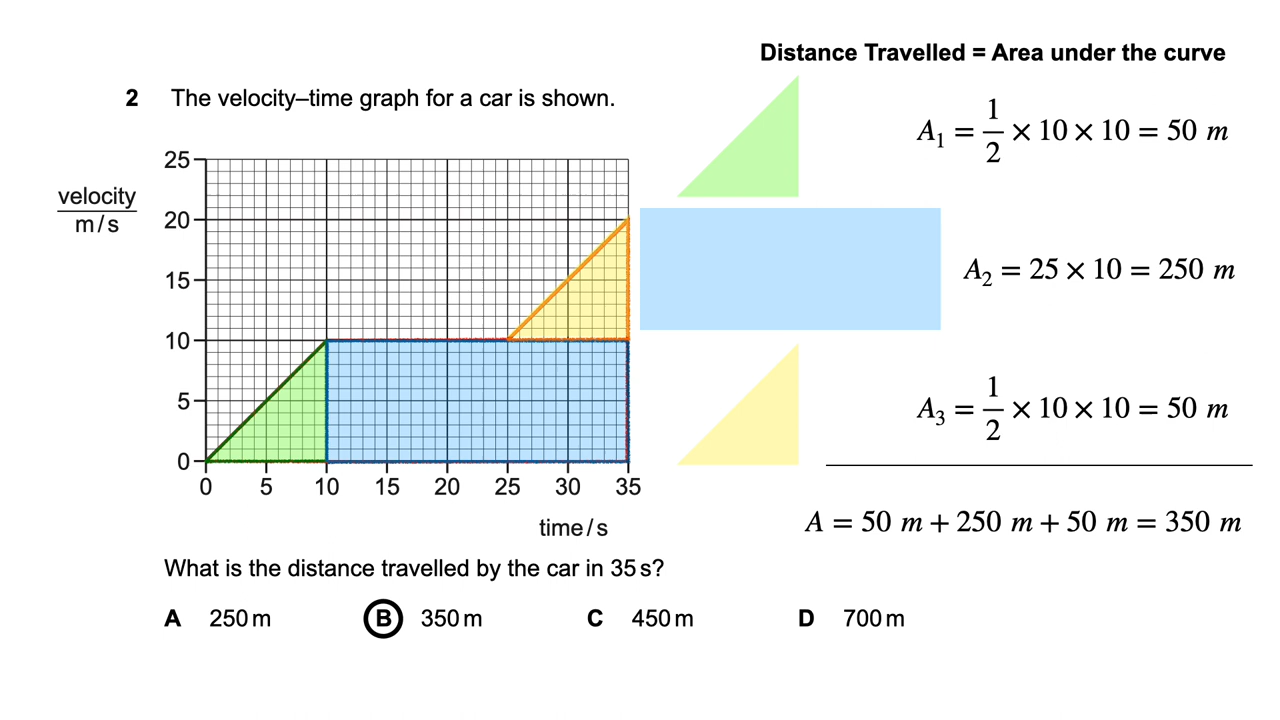 Distance Travelled = Area under the curve
2 The velocity–time graph for a car is shown.
A₁ = 1/2 × 10 × 10 = 50 m
velocity
m/s
25
20
15
10
5
0
0 5 10 15 20 25 30 35
time/s
A₂ = 25 × 10 = 250 m
A₃ = 1/2 × 10 × 10 = 50 m
A = 50 m + 250 m + 50 m = 350 m
What is the distance travelled by the car in 35 s?
A 250 m B 350 m C 450 m D 700 m